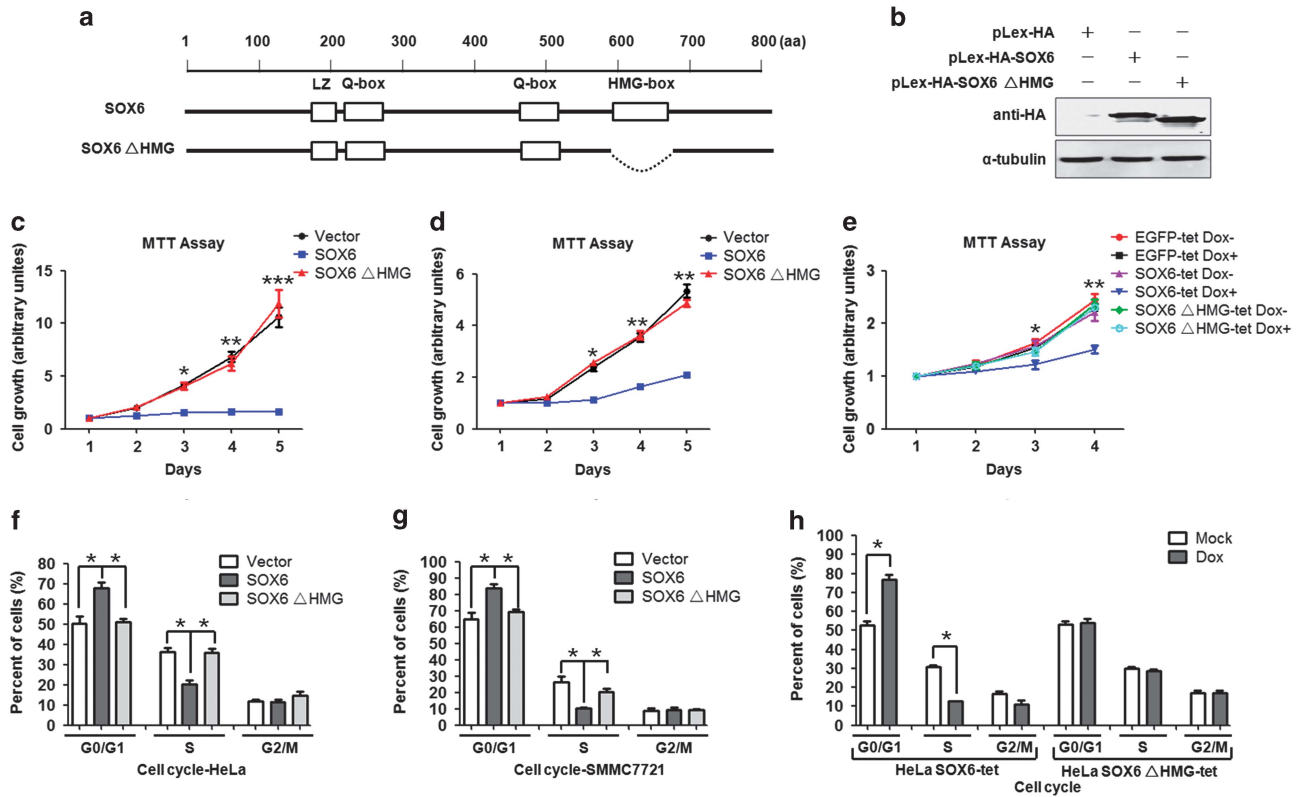 a
1 100 200 300 400 500 600 700 800 (aa)
LZ Q-box Q-box HMG-box
SOX6
SOX6 △HMG
b
pLex-HA + − −
pLex-HA-SOX6 − + −
pLex-HA-SOX6 △HMG − − +
anti-HA
α-tubulin
c
MTT Assay
Vector
SOX6
SOX6 △HMG
Cell growth (arbitrary unites)
15
10
5
0
*
**
***
1 2 3 4 5
Days
d
MTT Assay
Vector
SOX6
SOX6 △HMG
Cell growth (arbitrary unites)
6
4
2
0
*
**
**
1 2 3 4 5
Days
e
MTT Assay
EGFP-tet Dox-
EGFP-tet Dox+
SOX6-tet Dox-
SOX6-tet Dox+
SOX6 △HMG-tet Dox-
SOX6 △HMG-tet Dox+
Cell growth (arbitrary unites)
3
2
1
0
*
**
1 2 3 4
Days
f
Vector
SOX6
SOX6 △HMG
Percent of cells (%)
80
70
60
50
40
30
20
10
0
* *
* *
G0/G1 S G2/M
Cell cycle-HeLa
g
Vector
SOX6
SOX6 △HMG
Percent of cells (%)
100
90
80
70
60
50
40
30
20
10
0
* *
* *
G0/G1 S G2/M
Cell cycle-SMMC7721
h
Mock
Dox
Percent of cells (%)
100
90
80
70
60
50
40
30
20
10
0
*
*
G0/G1 S G2/M G0/G1 S G2/M
HeLa SOX6-tet HeLa SOX6 △HMG-tet
Cell cycle